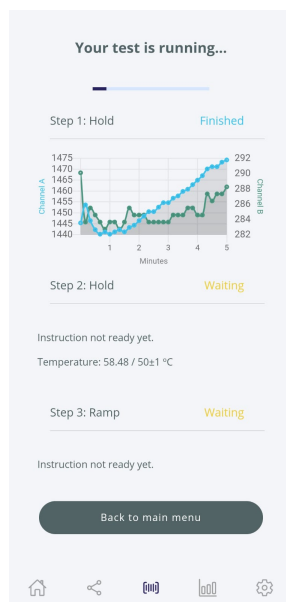 Your test is running...
Step 1: Hold Finished
1475 292
1470 290
1465 288
1460 286
1455 284
1450 282
1445
1440
Channel A
Channel B
1 2 3 4 5
Minutes
Step 2: Hold Waiting
Instruction not ready yet.
Temperature: 58.48 / 50±1 ºC
Step 3: Ramp Waiting
Instruction not ready yet.
Back to main menu